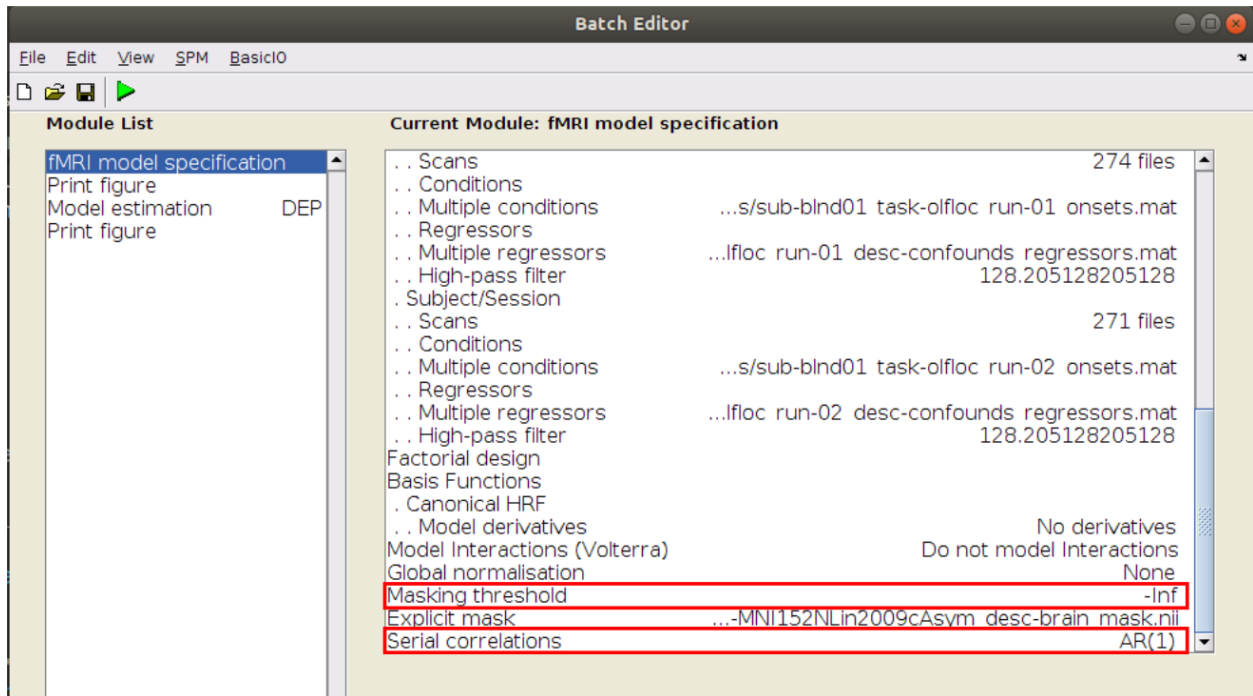 Batch Editor
File Edit View SPM BasicIO
Module List
Current Module: fMRI model specification
fMRI model specification
Print figure
Model estimation DEP
Print figure
. . Scans 274 files
. . Conditions
. . Multiple conditions ...s/sub-blnd01 task-olfloc run-01 onsets.mat
. . Regressors
. . Multiple regressors ...lfloc run-01 desc-confounds regressors.mat
. . High-pass filter 128.205128205128
. Subject/Session
. . Scans 271 files
. . Conditions
. . Multiple conditions ...s/sub-blnd01 task-olfloc run-02 onsets.mat
. . Regressors
. . Multiple regressors ...lfloc run-02 desc-confounds regressors.mat
. . High-pass filter 128.205128205128
Factorial design
Basis Functions
. Canonical HRF
. . Model derivatives No derivatives
Model Interactions (Volterra) Do not model Interactions
Global normalisation None
Masking threshold -Inf
Explicit mask ...-MNI152NLin2009cAsym desc-brain mask.nii
Serial correlations AR(1)